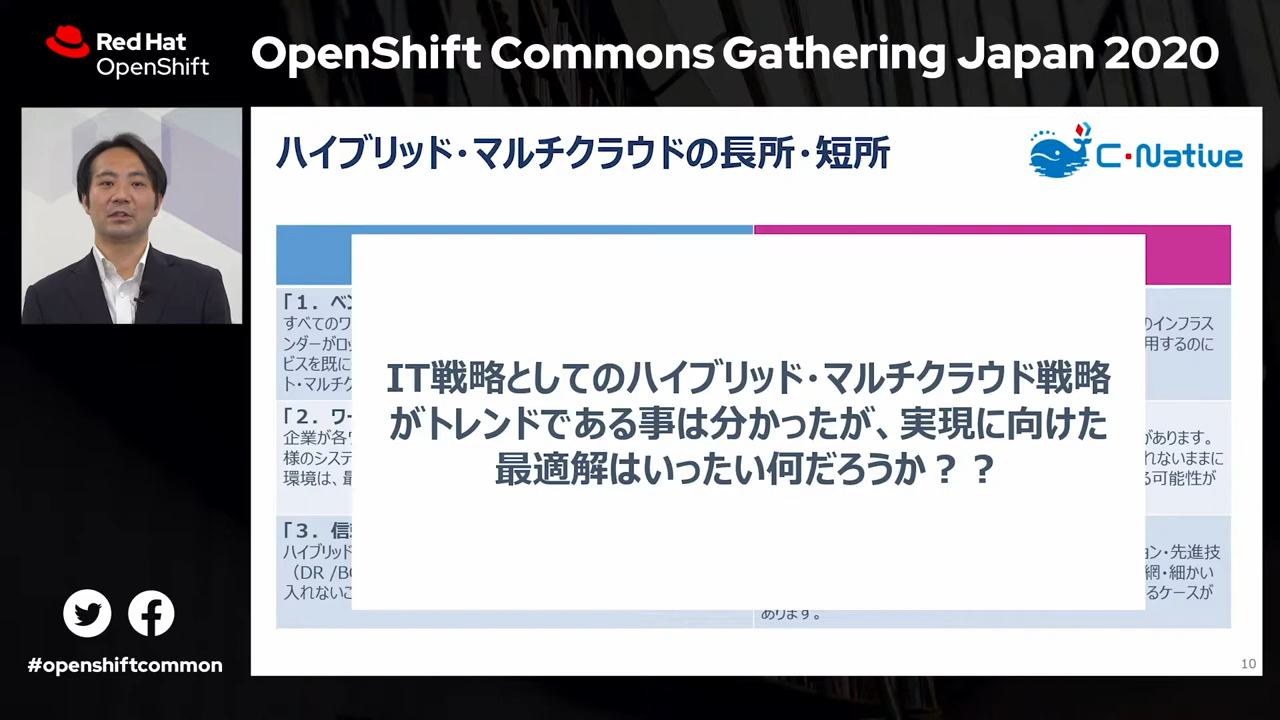 Red Hat
OpenShift
OpenShift Commons Gathering Japan 2020
ハイブリッド・マルチクラウドの長所・短所
C・Native
「１．ベン
すべてのワ
ンダーがロッ
ビスを既に
ト・マルチク
のインフラス
用するのに
IT戦略としてのハイブリッド・マルチクラウド戦略
がトレンドである事は分かったが、実現に向けた
最適解はいったい何だろうか？？
「２．ワー
企業が各ワ
様のシステ
環境は、最
があります。
れないままに
る可能性が
「３．信頼
ハイブリッド
（DR /BC
入れないこ
ョン・先進技
網・細かい
るケースが
あります。
#openshiftcommon
10